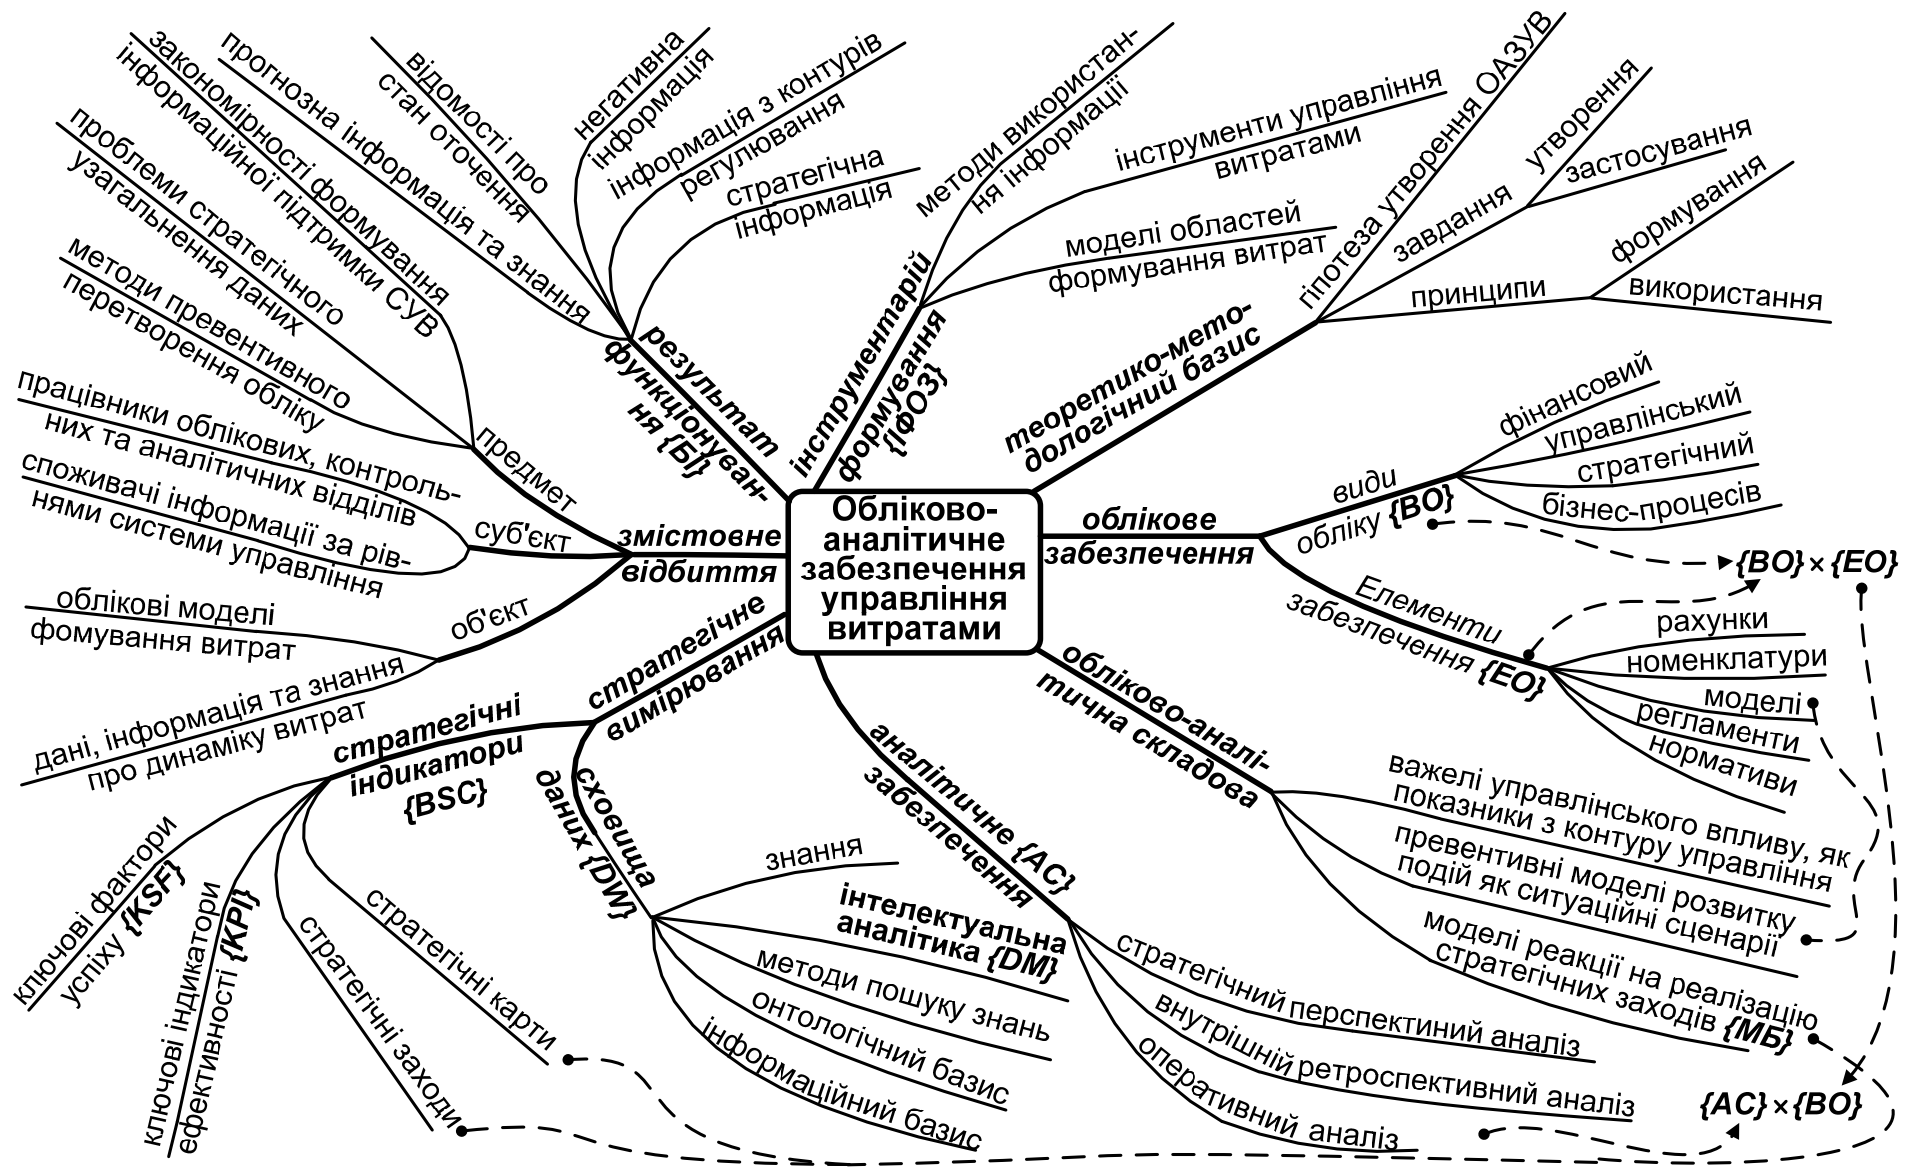 Обліково-
аналітичне
забезпечення
управління
витратами
теоретико-мето-
дологічний базис
гіпотеза утворення ОАЗУВ
завдання
утворення
застосування
принципи
формування
використання
облікове
забезпечення
види
обліку {ВО}
фінансовий
управлінський
стратегічний
бізнес-процесів
Елементи
забезпечення {ЕО}
рахунки
номенклатури
моделі
регламенти
нормативи
{ВО} × {ЕО}
обліково-аналі-
тична складова
важелі управлінського впливу, як
показники з контуру управління
превентивні моделі розвитку
подій як ситуаційні сценарії
моделі реакції на реалізацію
стратегічних заходів {МБ}
{АС} × {ВО}
аналітичне {АС}
забезпечення
стратегічний перспектиний аналіз
внутрішній ретроспективний аналіз
оперативний аналіз
стратегічне
вимірювання
сховища
даних {DW}
знання
інтелектуальна
аналітика {DM}
методи пошуку знань
онтологічний базис
інформаційний базис
стратегічні
індикатори
{BSC}
ключові фактори
успіху {KSF}
ключові індикатори
ефективності {KPI}
стратегічні заходи
стратегічні карти
змістовне
відбиття
об'єкт
облікові моделі
фомування витрат
дані, інформація та знання
про динаміку витрат
суб'єкт
працівники облікових, контроль-
них та аналітичних відділів
споживачі інформації за рів-
нями системи управління
предмет
закономірності формування
інформаційної підтримки СУВ
проблеми стратегічного
узагальнення даних
методи превентивного
перетворення обліку
результат
функціонуван-
ня {БІ}
прогнозна інформація та знання
відомості про
стан оточення
негативна
інформація
інформація з контурів
регулювання
стратегічна
інформація
інструментарій
формування
{ІФОЗ}
методи використан-
ня інформації
інструменти управління
витратами
моделі областей
формування витрат